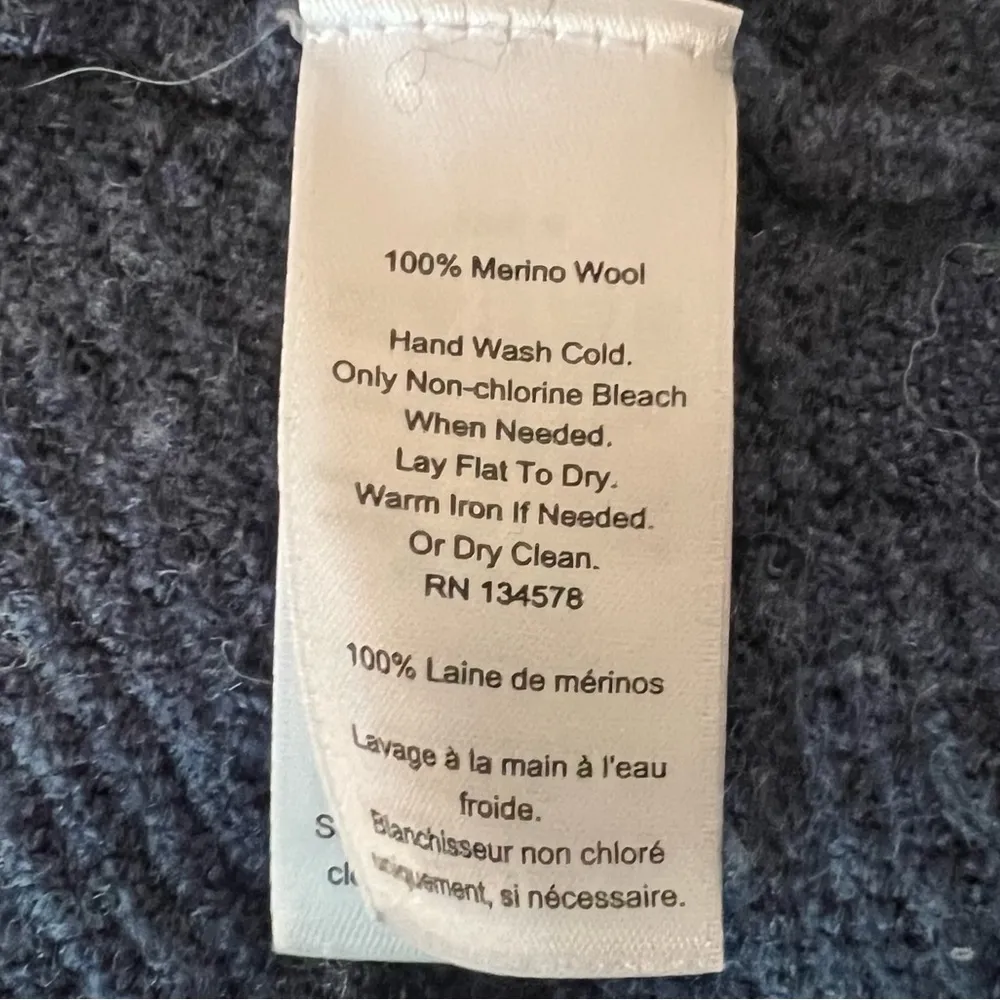 100% Merino Wool
Hand Wash Cold.
Only Non-chlorine Bleach
When Needed.
Lay Flat To Dry.
Warm Iron If Needed.
Or Dry Clean.
RN 134578
100% Laine de mérinos
Lavage à la main à l'eau
froide.
Blanchisseur non chloré
uniquement, si nécessaire.